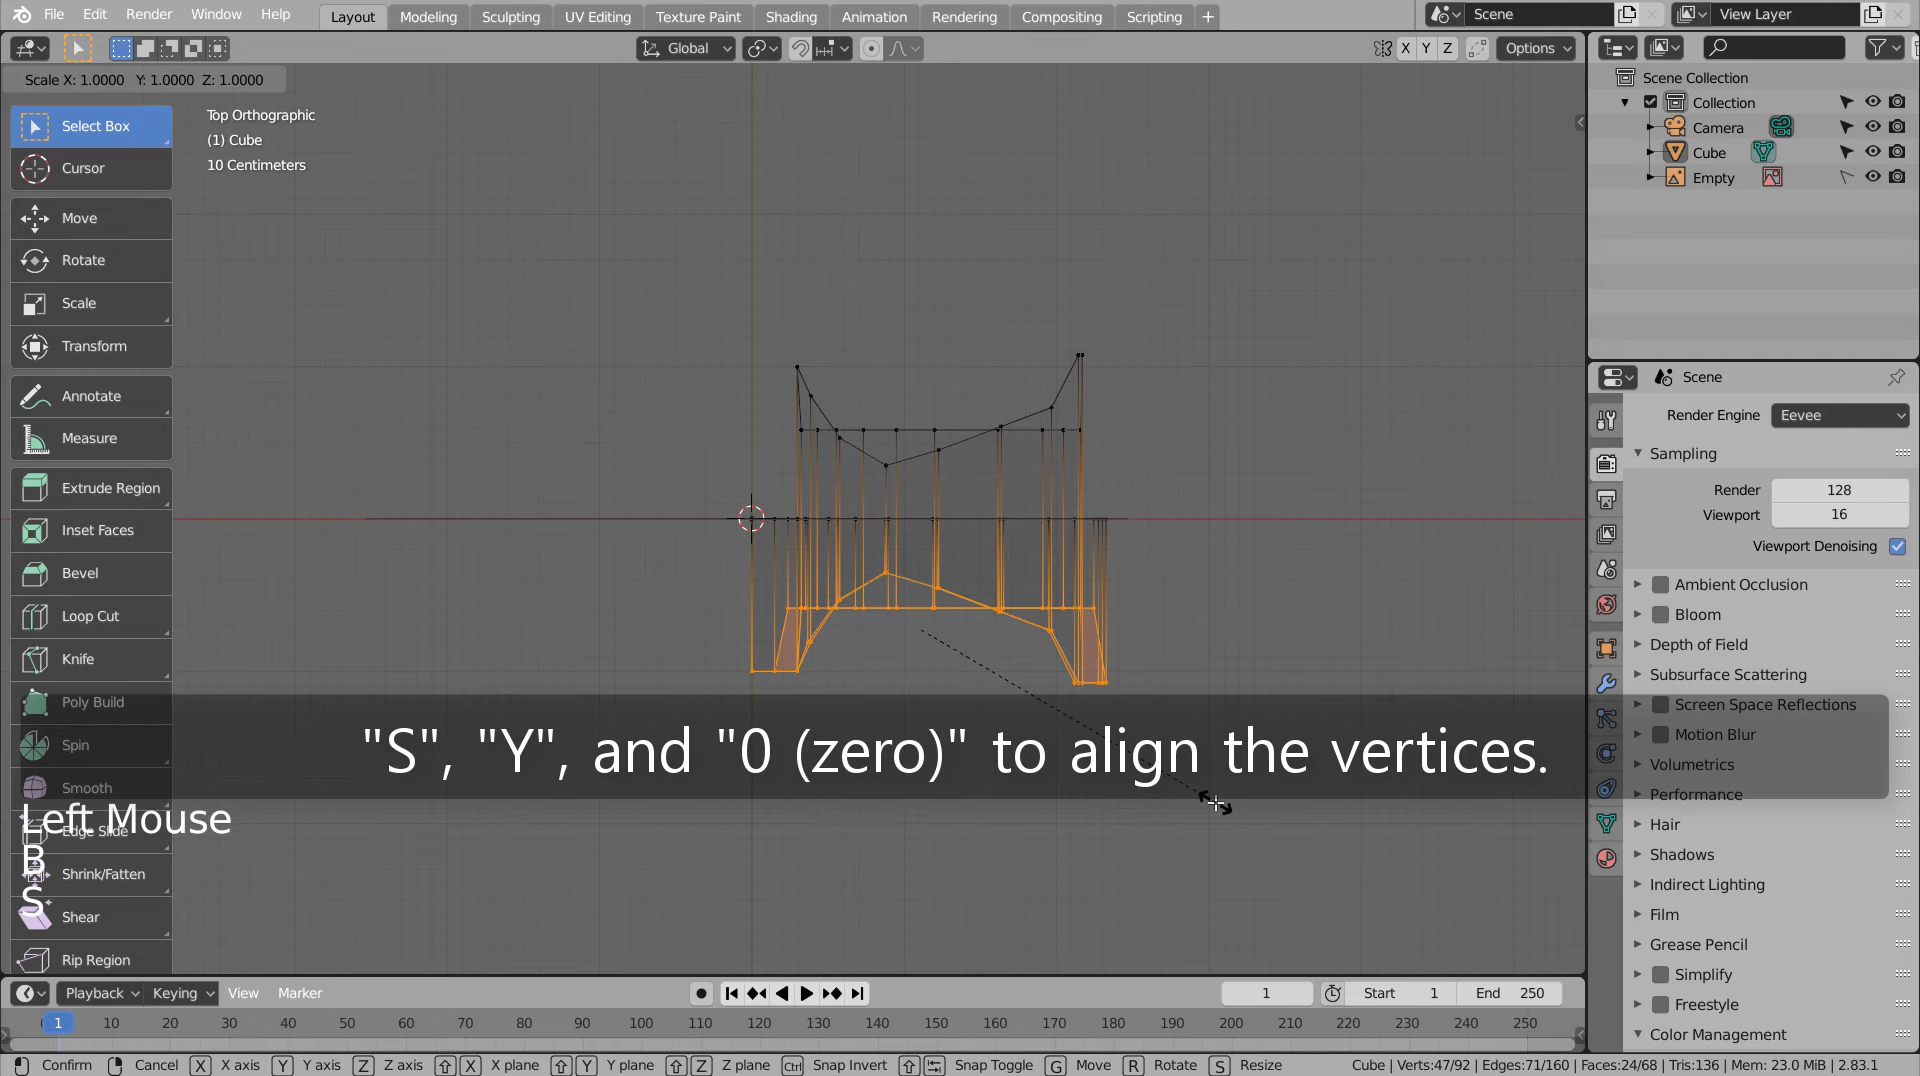 File Edit Render Window Help Layout Modeling Sculpting UV Editing Texture Paint Shading Animation Rendering Compositing Scripting + Scene View Layer
Global X Y Z Options
Scale X: 1.0000 Y: 1.0000 Z: 1.0000
Select Box
Cursor
Move
Rotate
Scale
Transform
Annotate
Measure
Extrude Region
Inset Faces
Bevel
Loop Cut
Knife
Poly Build
Spin
Smooth
Edge Slide
Shrink/Fatten
Shear
Rip Region
Top Orthographic
(1) Cube
10 Centimeters
"S", "Y", and "0 (zero)" to align the vertices.
Left Mouse
B
S
Scene Collection
Collection
Camera
Cube
Empty
Scene
Render Engine Eevee
Sampling
Render 128
Viewport 16
Viewport Denoising
Ambient Occlusion
Bloom
Depth of Field
Subsurface Scattering
Screen Space Reflections
Motion Blur
Volumetrics
Performance
Hair
Shadows
Indirect Lighting
Film
Grease Pencil
Simplify
Freestyle
Color Management
Playback Keying View Marker 1 Start 1 End 250
1 10 20 30 40 50 60 70 80 90 100 110 120 130 140 150 160 170 180 190 200 210 220 230 240 250
Confirm Cancel X X axis Y Y axis Z Z axis X X plane Y Y plane Z Z plane Ctrl Snap Invert Snap Toggle G Move R Rotate S Resize Cube | Verts:47/92 | Edges:71/160 | Faces:24/68 | Tris:136 | Mem: 23.0 MiB | 2.83.1